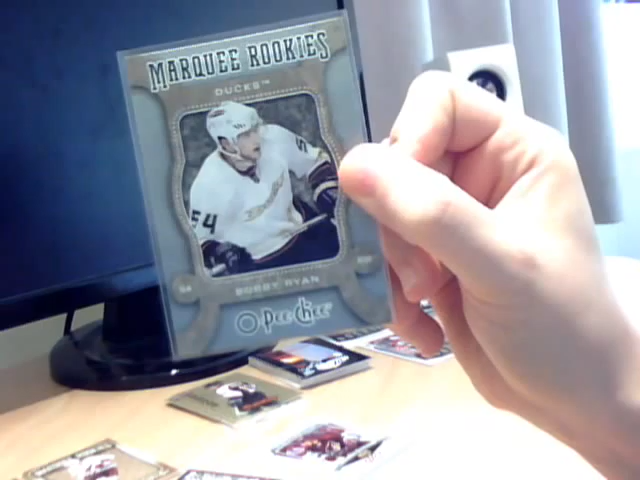 MARQUEE ROOKIES
DUCKS™
54
BOBBY RYAN
O Pee Chee